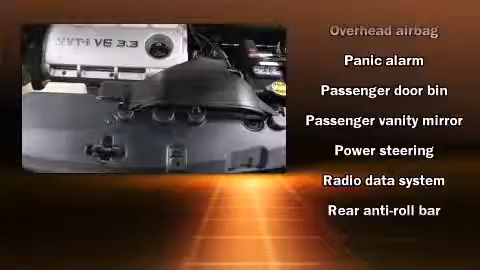 VVT-i V6 3.3
Overhead airbag
Panic alarm
Passenger door bin
Passenger vanity mirror
Power steering
Radio data system
Rear anti-roll bar